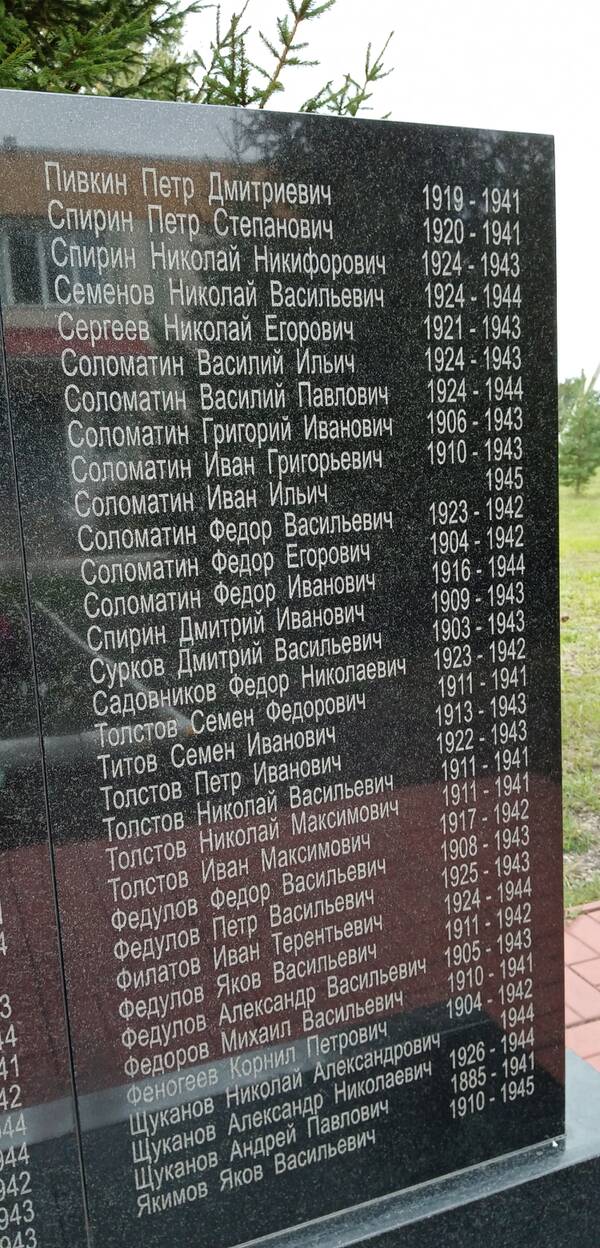 Пивкин Петр Дмитриевич 1919 - 1941
Спирин Петр Степанович 1920 - 1941
Спирин Николай Никифорович 1924 - 1943
Семенов Николай Васильевич 1924 - 1944
Сергеев Николай Егорович 1921 - 1943
Соломатин Василий Ильич 1924 - 1943
Соломатин Василий Павлович 1924 - 1944
Соломатин Григорий Иванович 1906 - 1943
Соломатин Иван Григорьевич 1910 - 1943
Соломатин Иван Ильич 1945
Соломатин Федор Васильевич 1923 - 1942
Соломатин Федор Егорович 1904 - 1942
Соломатин Федор Иванович 1916 - 1944
Спирин Дмитрий Иванович 1909 - 1943
Сурков Дмитрий Васильевич 1903 - 1943
Садовников Федор Николаевич 1923 - 1942
Толстов Семен Федорович 1911 - 1941
Титов Семен Иванович 1913 - 1943
Толстов Петр Иванович 1922 - 1943
Толстов Николай Васильевич 1911 - 1941
Толстов Николай Максимович 1911 - 1941
Толстов Иван Максимович 1917 - 1942
Федулов Федор Васильевич 1908 - 1943
Федулов Петр Васильевич 1925 - 1943
Филатов Иван Терентьевич 1924 - 1944
Федулов Яков Васильевич 1911 - 1942
Федулов Александр Васильевич 1905 - 1943
Федоров Михаил Васильевич 1910 - 1941
Феногеев Корнил Петрович 1904 - 1942
Щуканов Николай Александрович 1944
Щуканов Александр Николаевич 1926 - 1944
Щуканов Андрей Павлович 1885 - 1941
Якимов Яков Васильевич 1910 - 1945